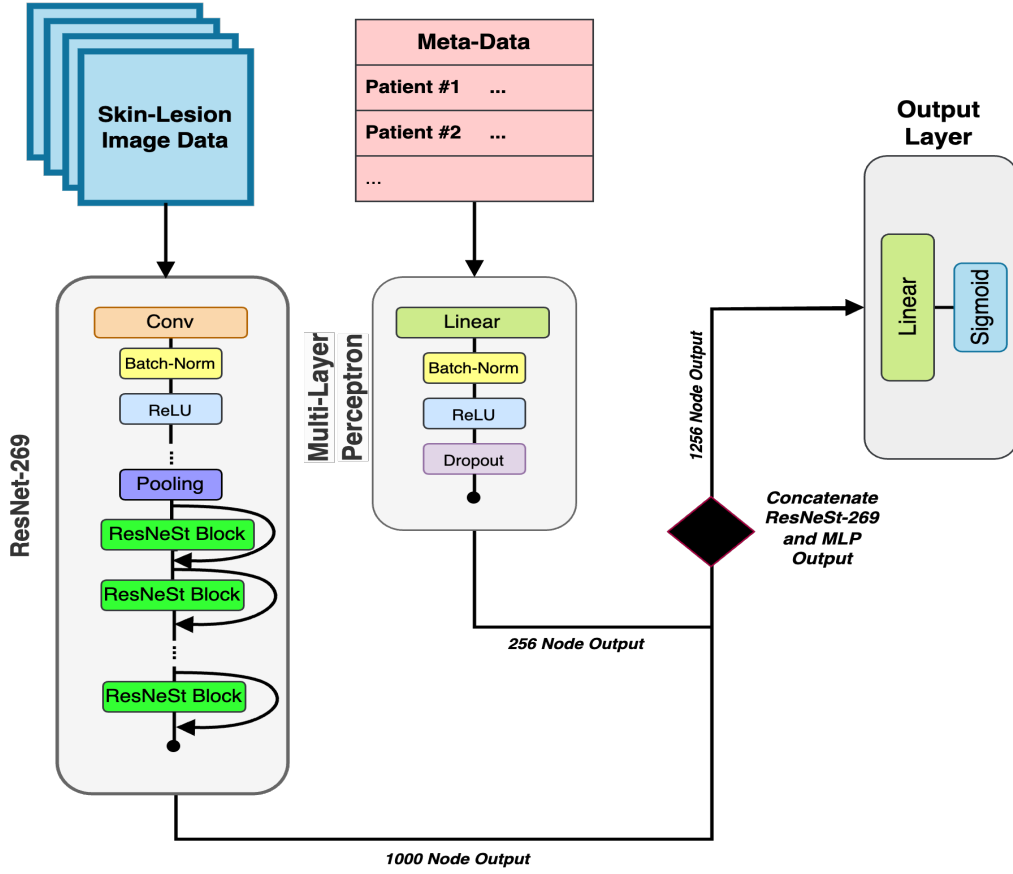 Skin-Lesion
Image Data
Meta-Data
Patient #1 ...
Patient #2 ...
...
Output
Layer
Linear
Sigmoid
ResNet-269
Conv
Batch-Norm
ReLU
Pooling
ResNeSt Block
ResNeSt Block
ResNeSt Block
Multi-Layer
Perceptron
Linear
Batch-Norm
ReLU
Dropout
1256 Node Output
Concatenate
ResNeSt-269
and MLP
Output
256 Node Output
1000 Node Output